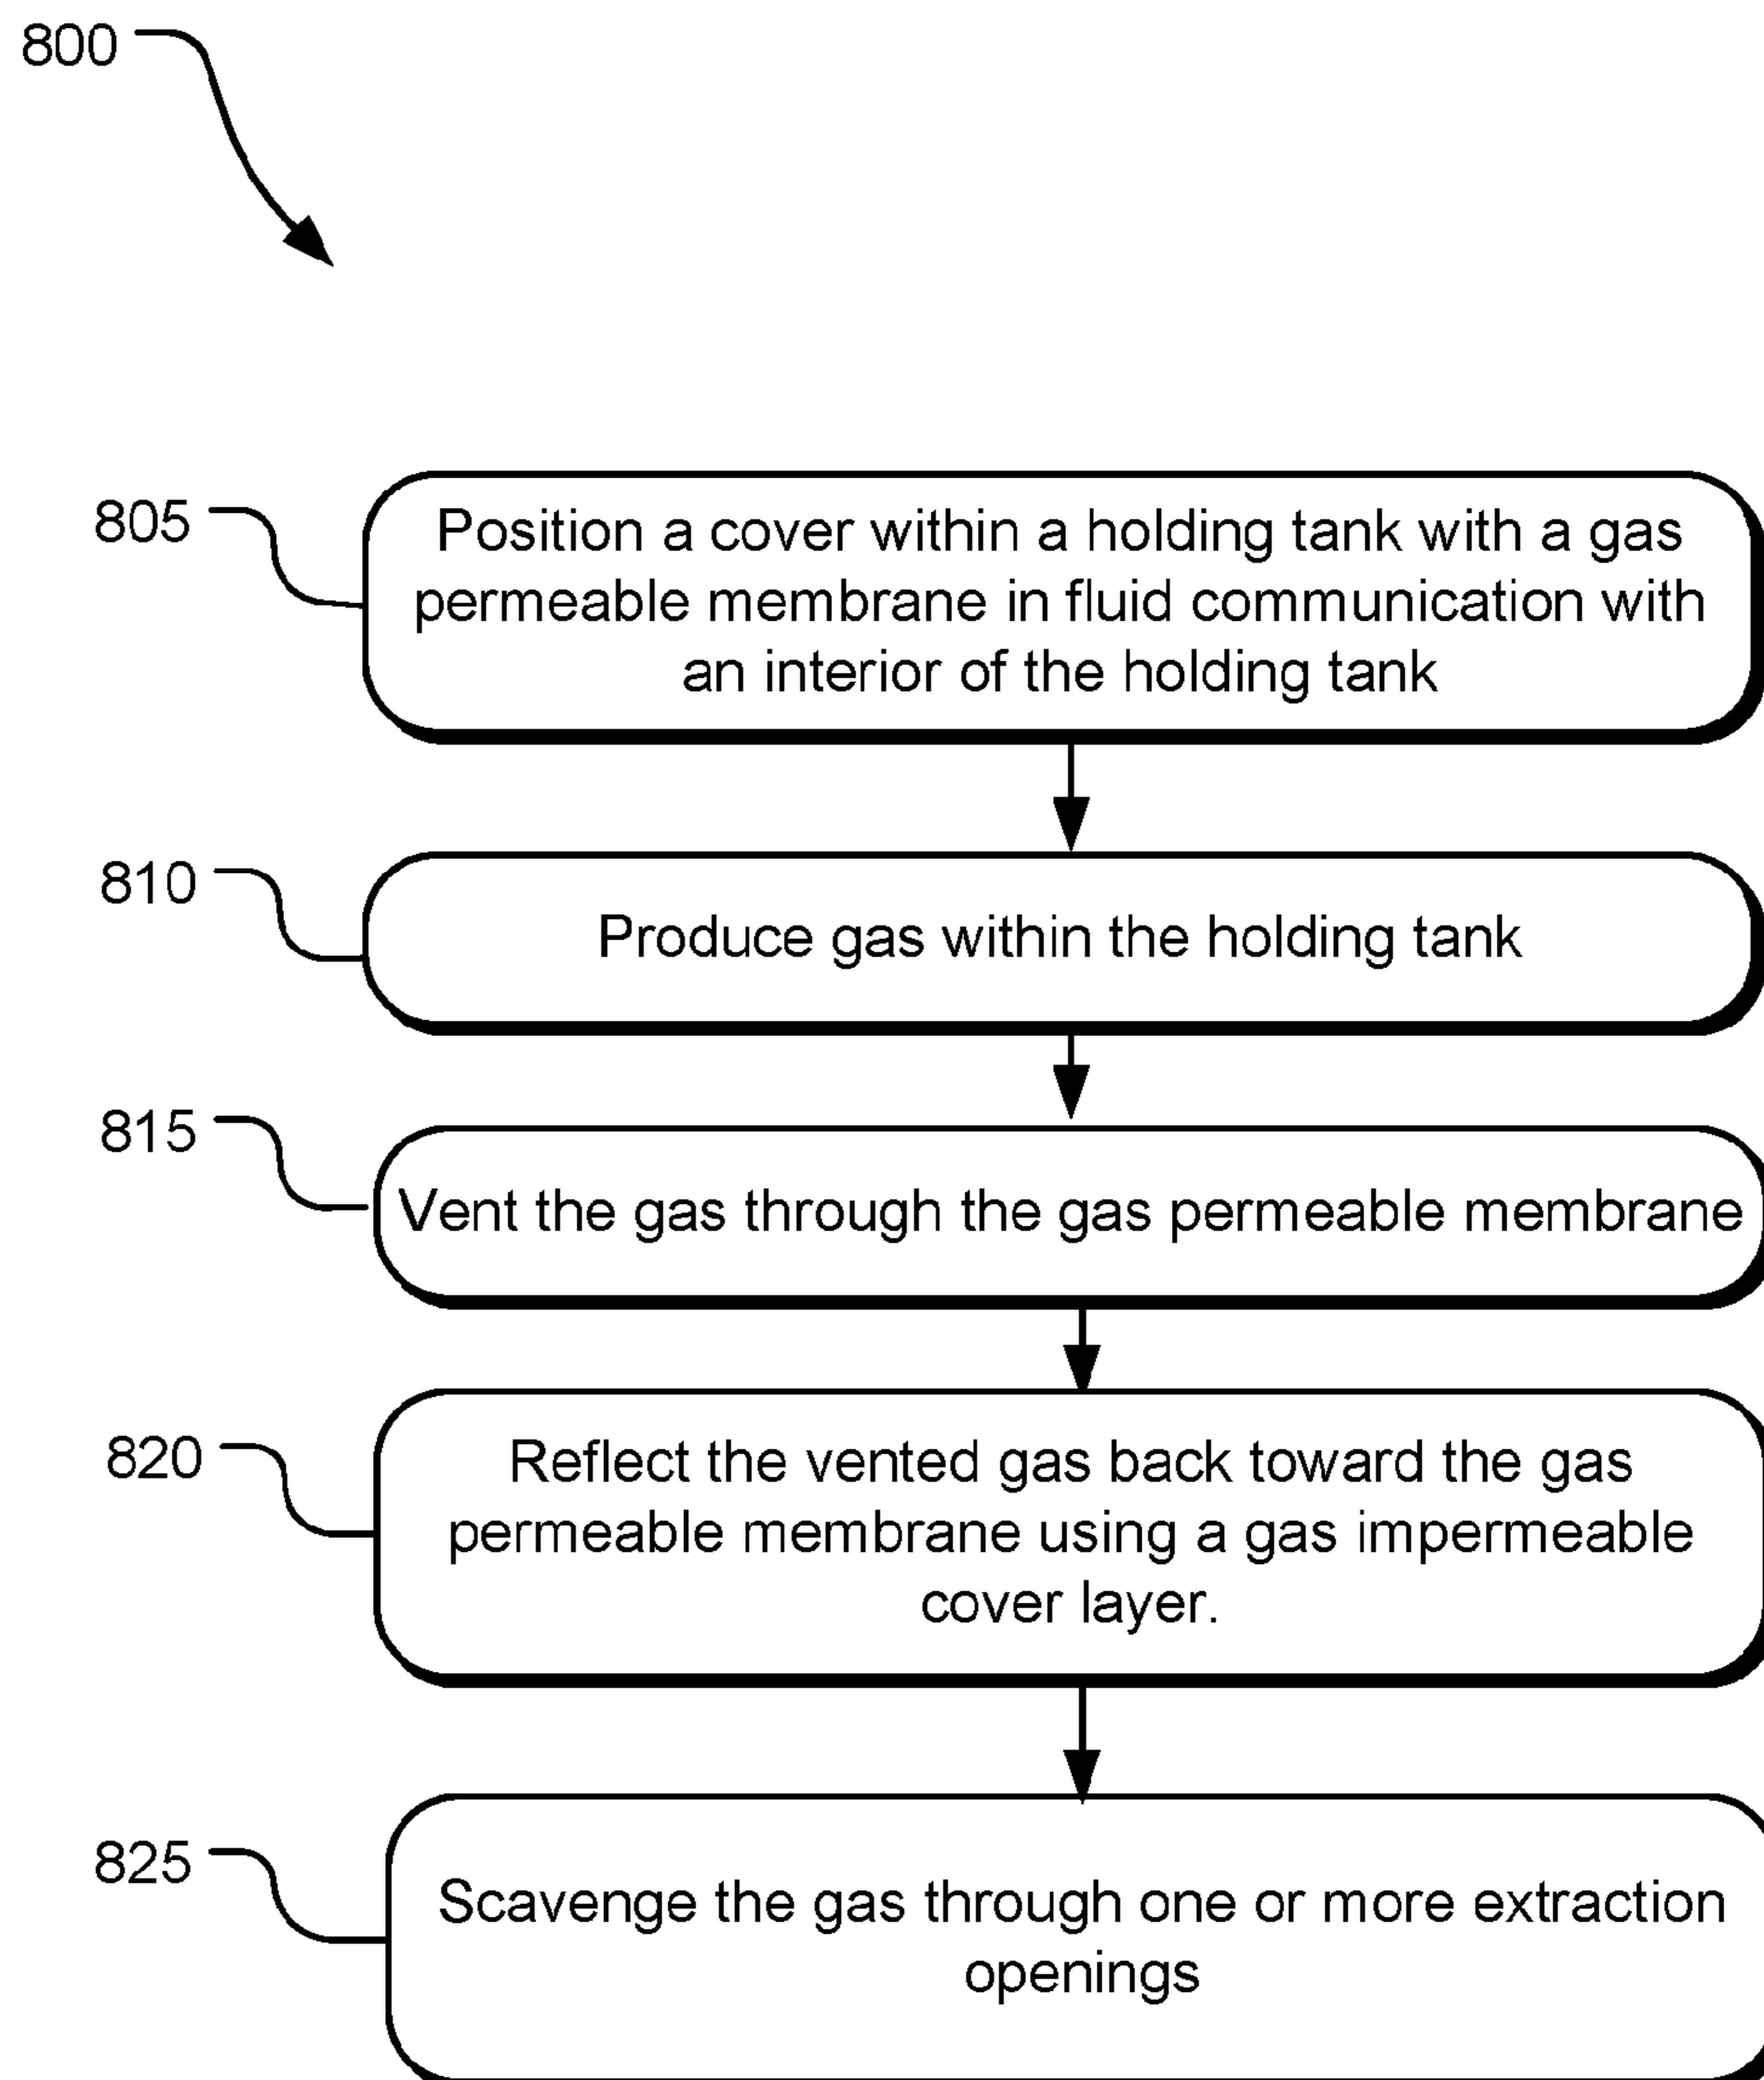 800
805
Position a cover within a holding tank with a gas
permeable membrane in fluid communication with
an interior of the holding tank
810
Produce gas within the holding tank
815
Vent the gas through the gas permeable membrane
820
Reflect the vented gas back toward the gas
permeable membrane using a gas impermeable
cover layer.
825
Scavenge the gas through one or more extraction
openings